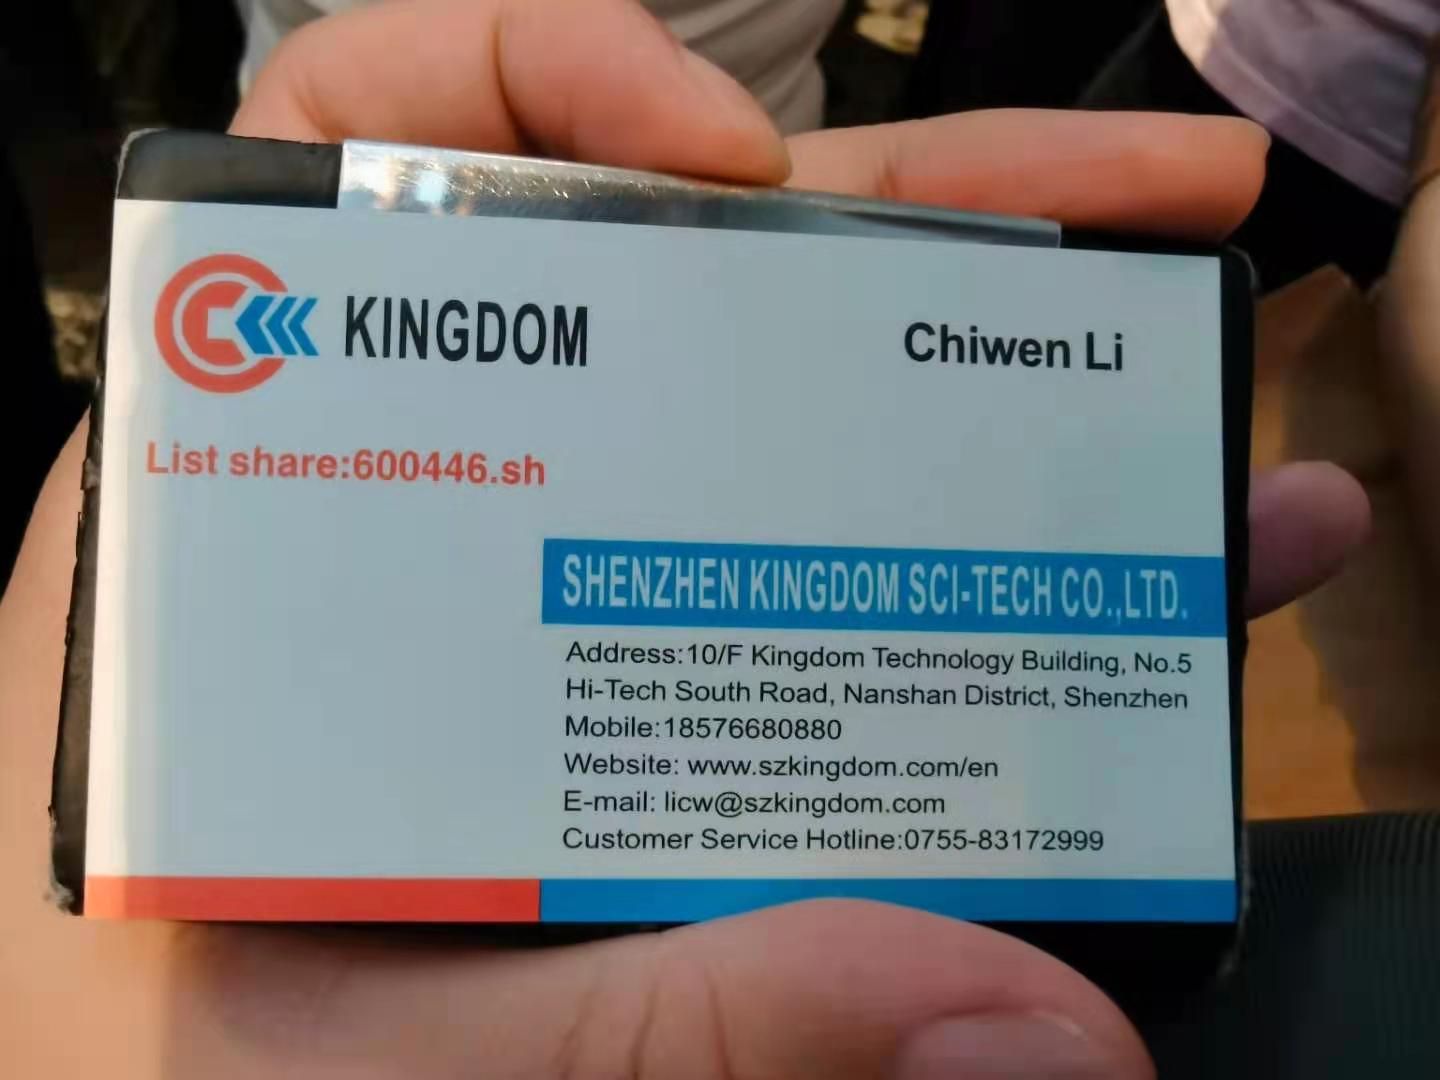 KINGDOM
Chiwen Li
List share:600446.sh
SHENZHEN KINGDOM SCI-TECH CO.,LTD.
Address:10/F Kingdom Technology Building, No.5
Hi-Tech South Road, Nanshan District, Shenzhen
Mobile:18576680880
Website: www.szkingdom.com/en
E-mail: licw@szkingdom.com
Customer Service Hotline:0755-83172999